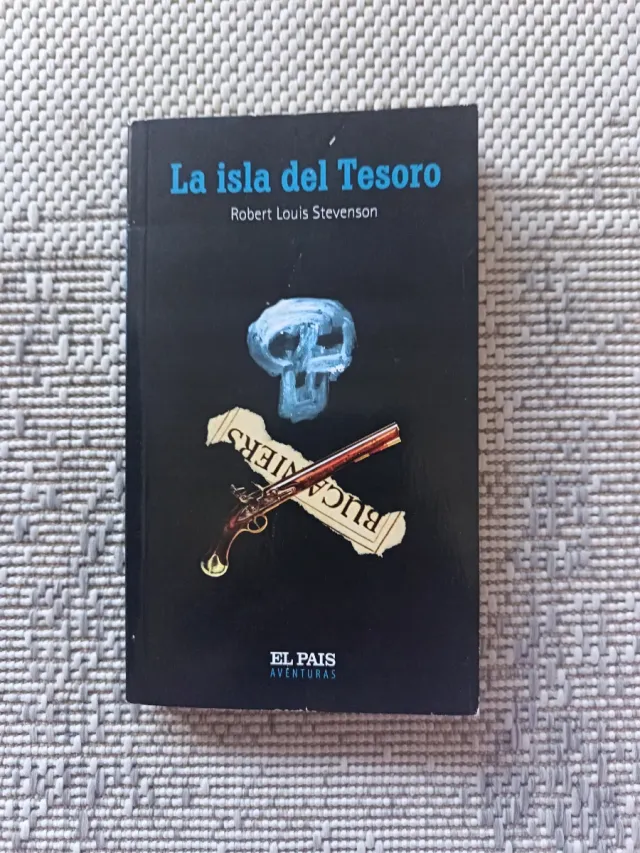 La isla del Tesoro
Robert Louis Stevenson
BUCANIERS
EL PAIS
AVENTURAS